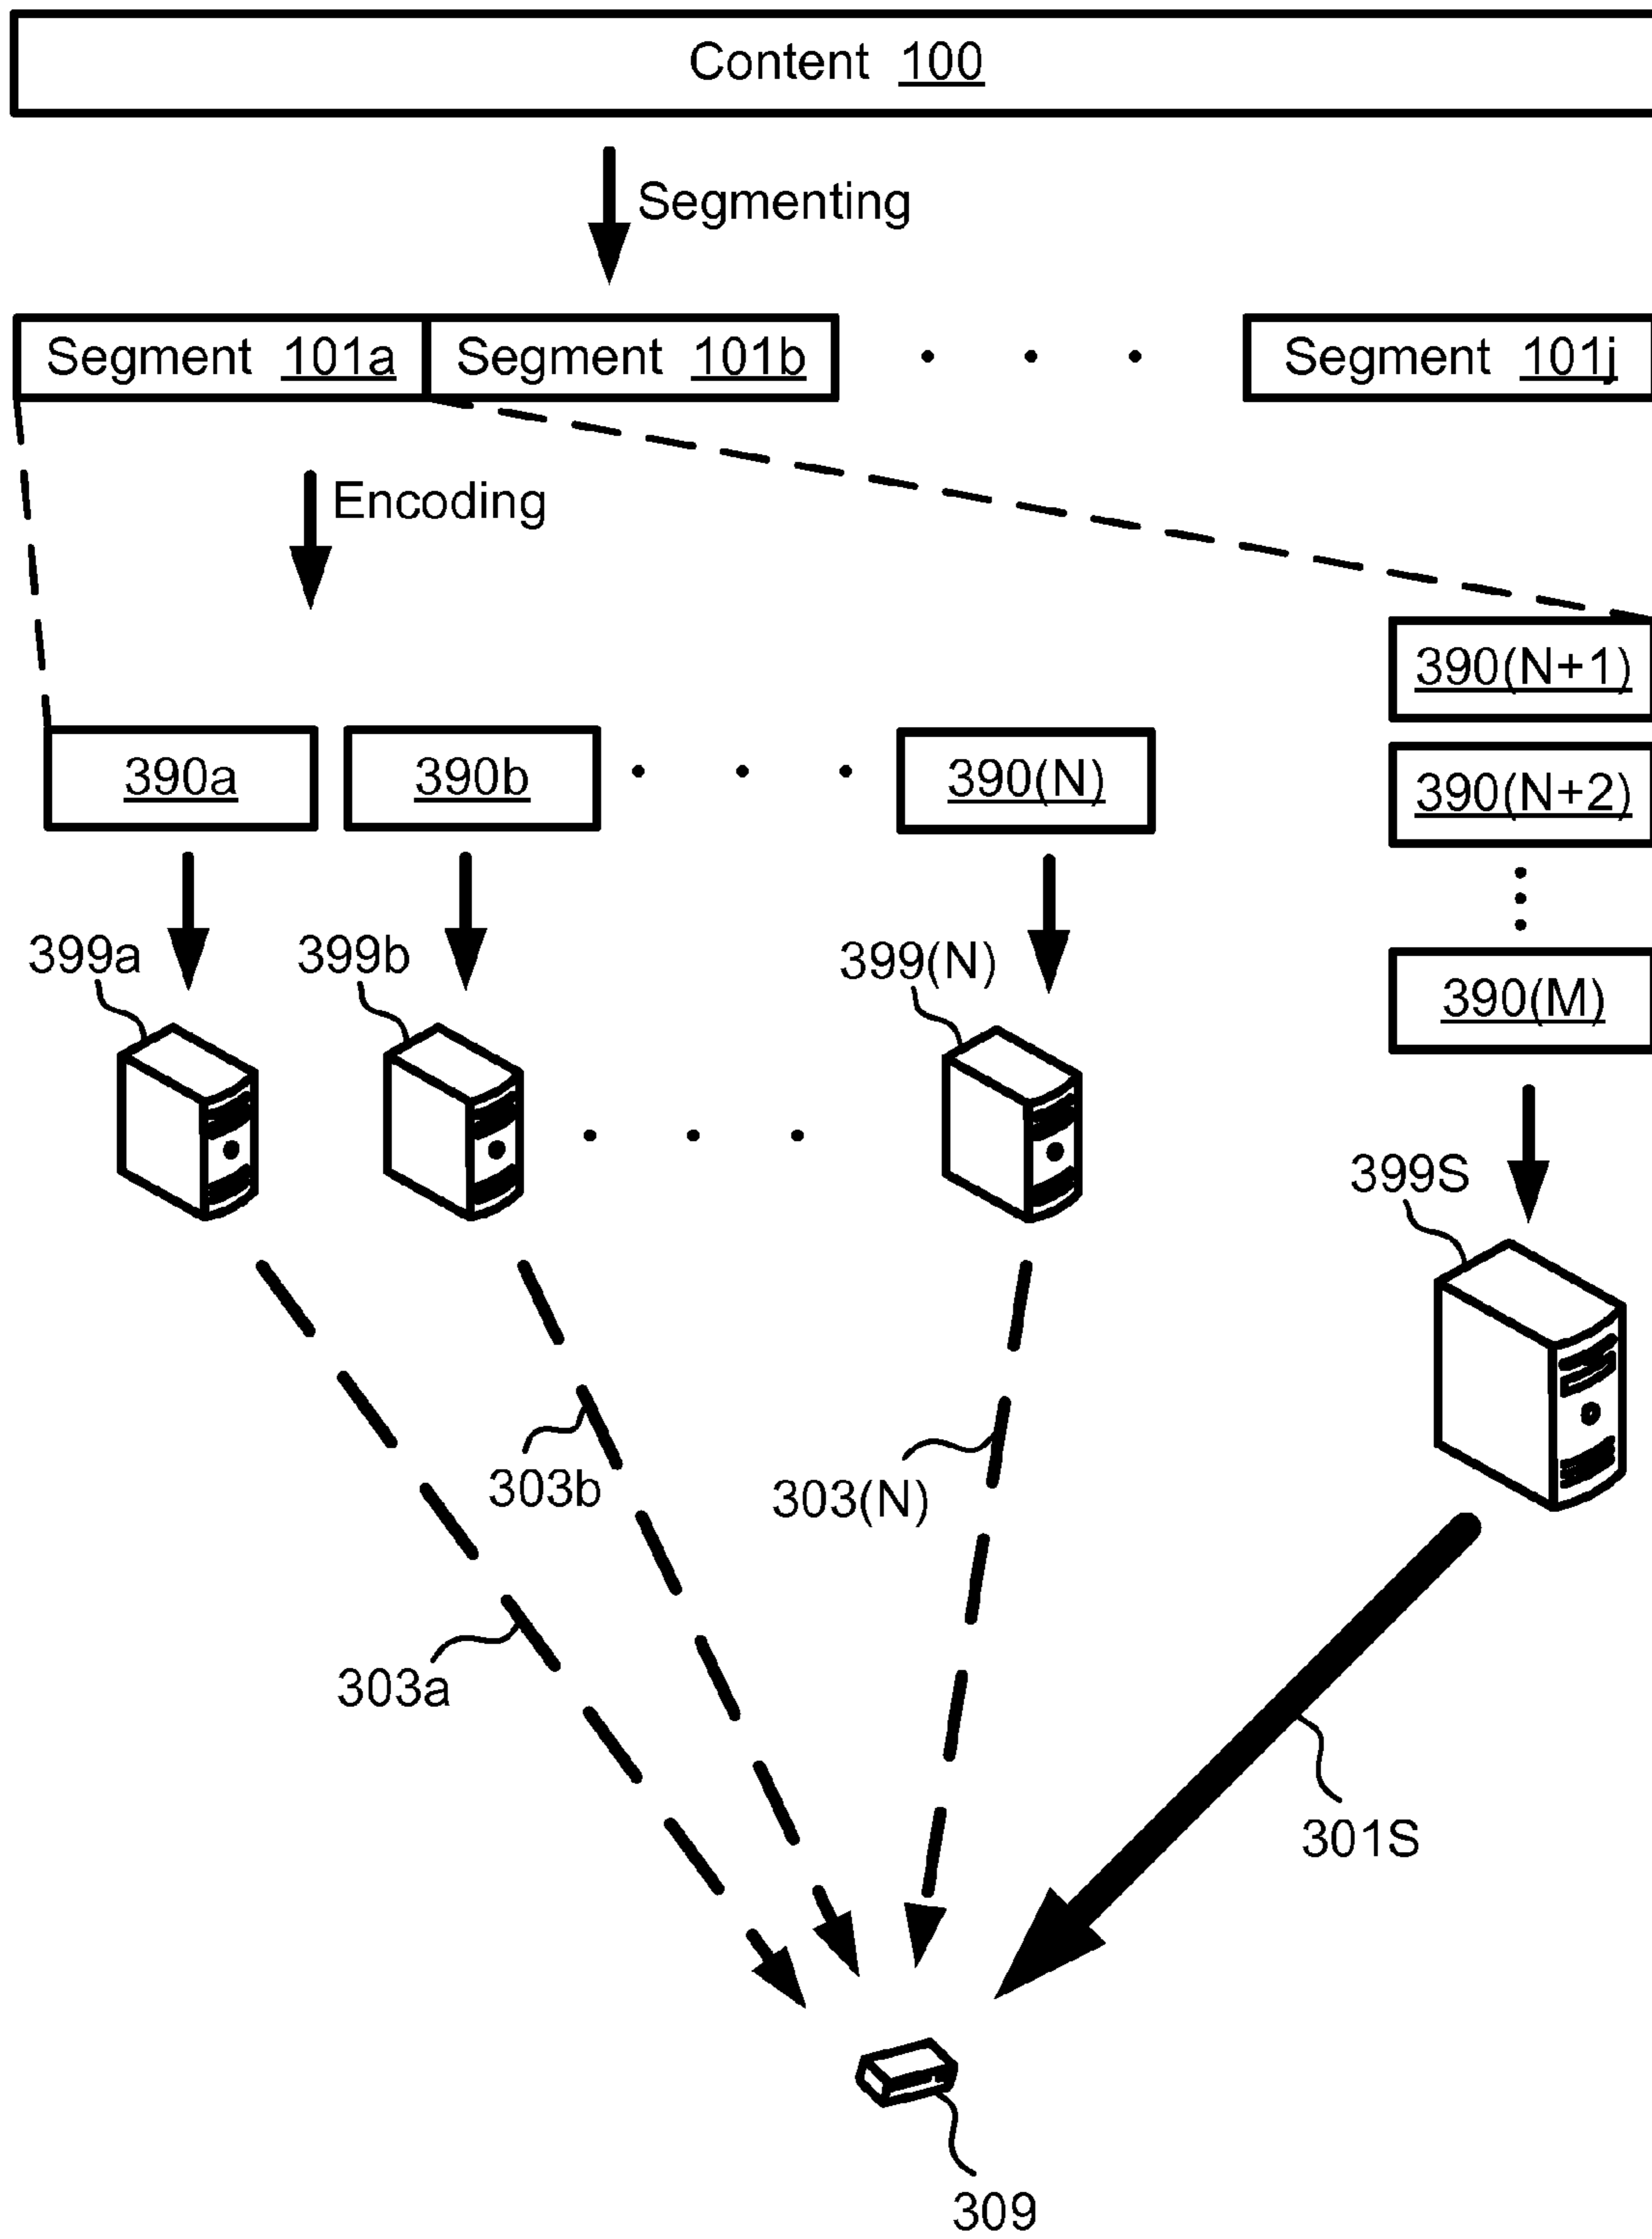 Content 100
Segmenting
Segment 101a Segment 101b Segment 101j
Encoding
390(N+1)
390a 390b 390(N) 390(N+2)
399a 399b 399(N)
390(M)
399S
303b 303(N)
303a
301S
309